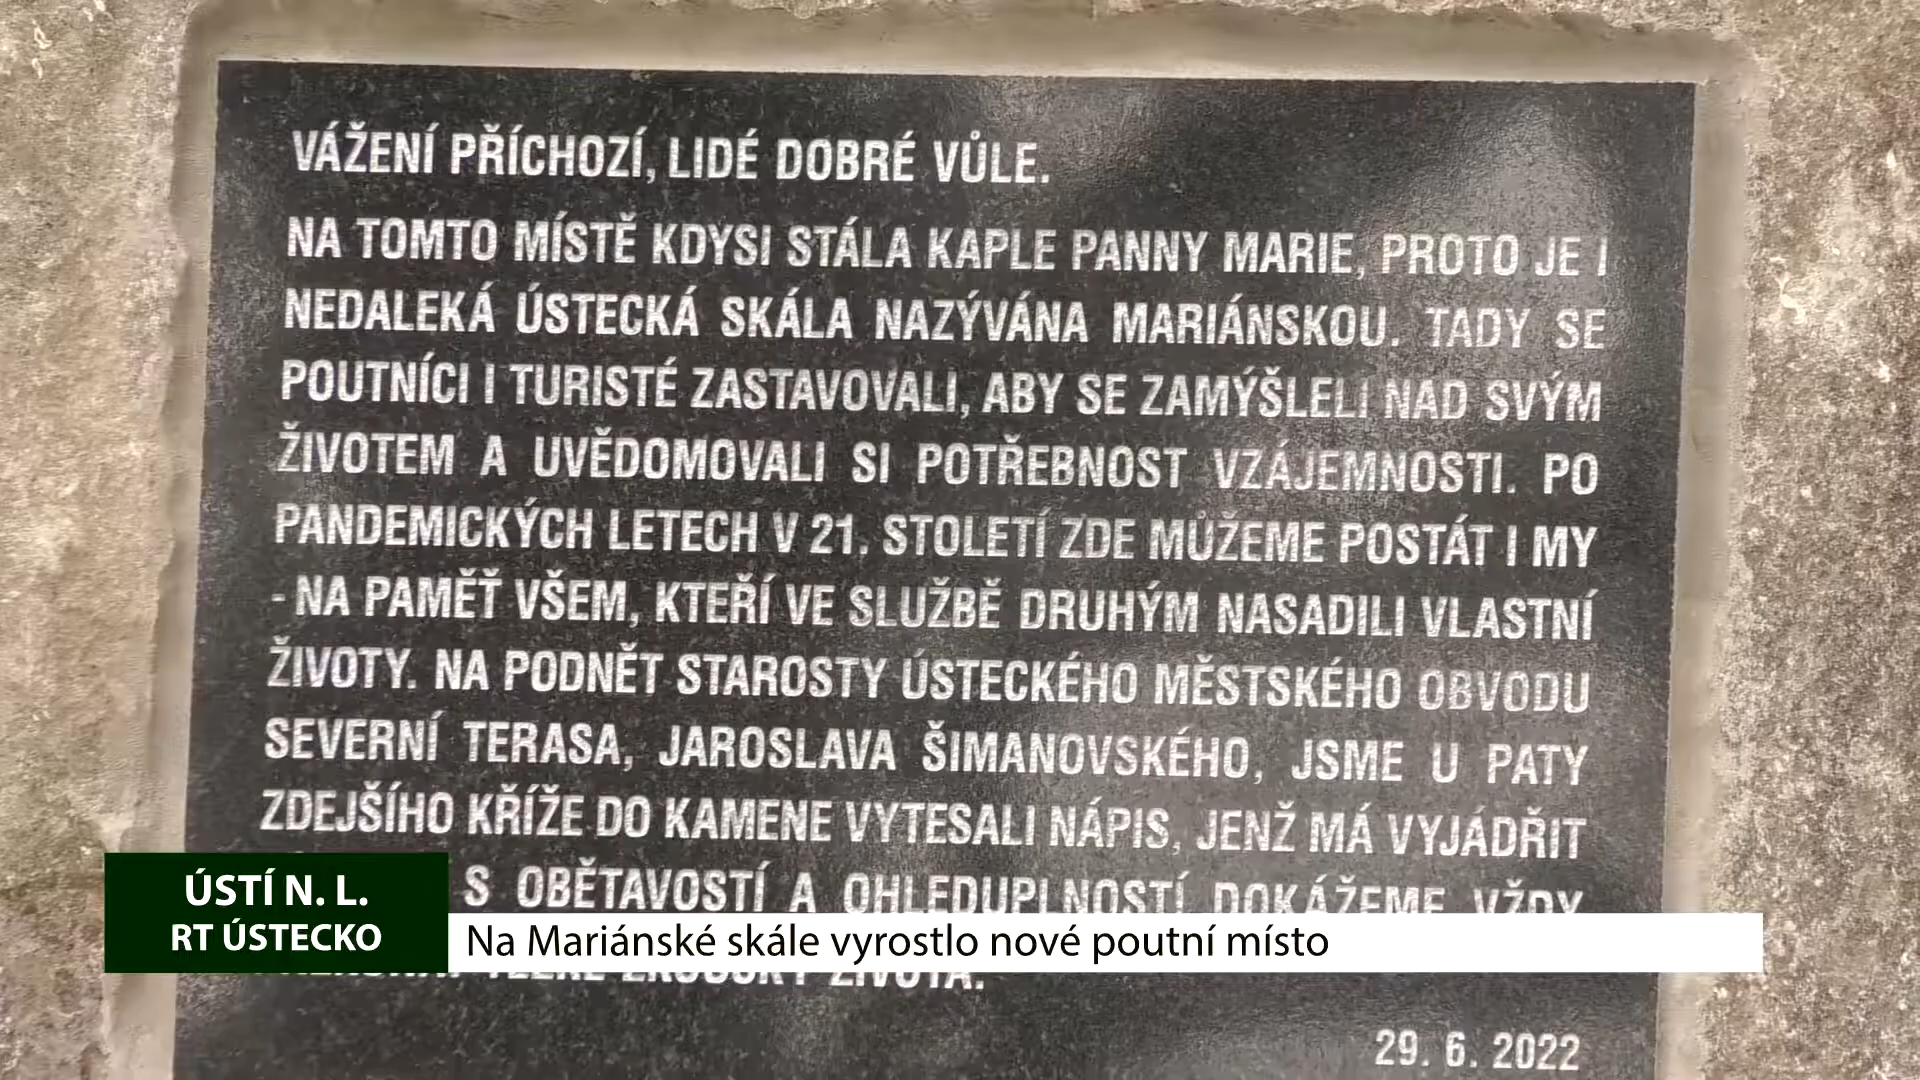 VÁŽENÍ PŘÍCHOZÍ, LIDÉ DOBRÉ VŮLE.
NA TOMTO MÍSTĚ KDYSI STÁLA KAPLE PANNY MARIE, PROTO JE I
NEDALEKÁ ÚSTECKÁ SKÁLA NAZÝVÁNA MARIÁNSKOU. TADY SE
POUTNÍCI I TURISTÉ ZASTAVOVALI, ABY SE ZAMÝŠLELI NAD SVÝM
ŽIVOTEM A UVĚDOMOVALI SI POTŘEBNOST VZÁJEMNOSTI. PO
PANDEMICKÝCH LETECH V 21. STOLETÍ ZDE MŮŽEME POSTÁT I MY
- NA PAMĚŤ VŠEM, KTEŘÍ VE SLUŽBĚ DRUHÝM NASADILI VLASTNÍ
ŽIVOTY. NA PODNĚT STAROSTY ÚSTECKÉHO MĚSTSKÉHO OBVODU
SEVERNÍ TERASA, JAROSLAVA ŠIMANOVSKÉHO, JSME U PATY
ZDEJŠÍHO KŘÍŽE DO KAMENE VYTESALI NÁPIS, JENŽ MÁ VYJÁDŘIT
S OBĚTAVOSTÍ A OHLEDUPLNOSTÍ DOKÁŽEME VŽDY
ŽIVOTA.
29. 6. 2022
ÚSTÍ N. L.
RT ÚSTECKO
Na Mariánské skále vyrostlo nové poutní místo